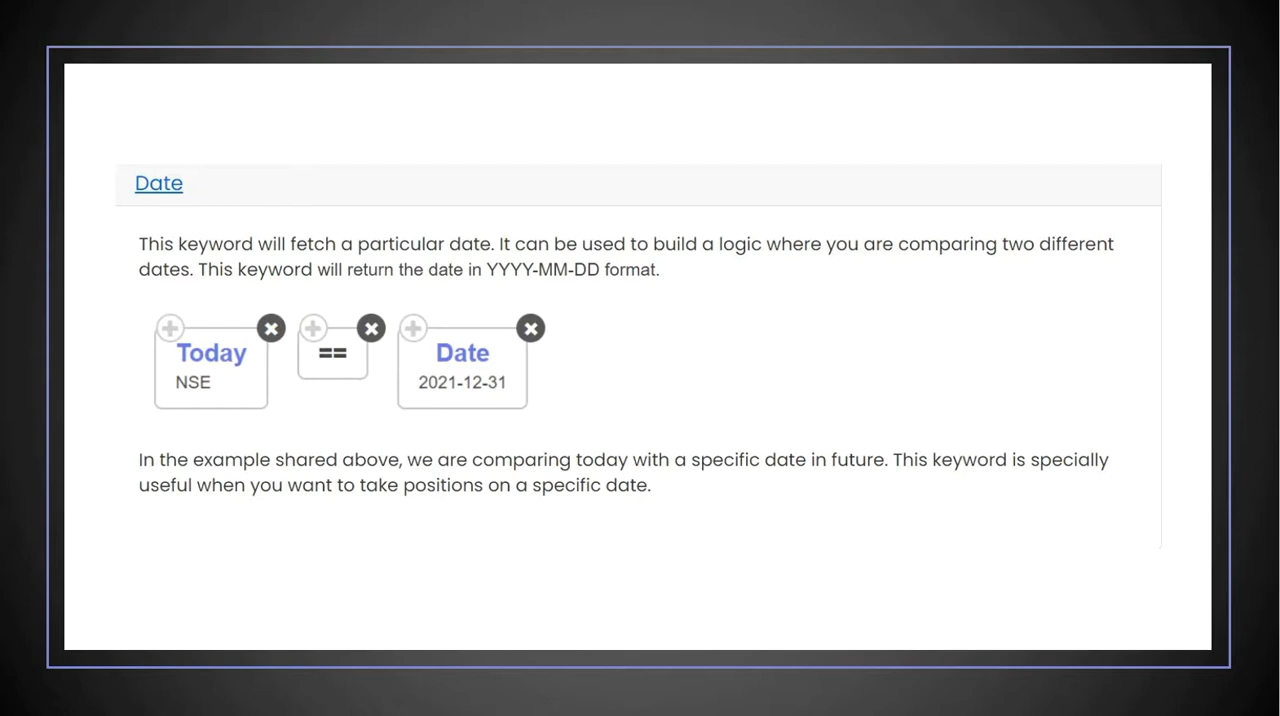 Date
This keyword will fetch a particular date. It can be used to build a logic where you are comparing two different
dates. This keyword will return the date in YYYY-MM-DD format.
Today == Date
NSE 2021-12-31
In the example shared above, we are comparing today with a specific date in future. This keyword is specially
useful when you want to take positions on a specific date.